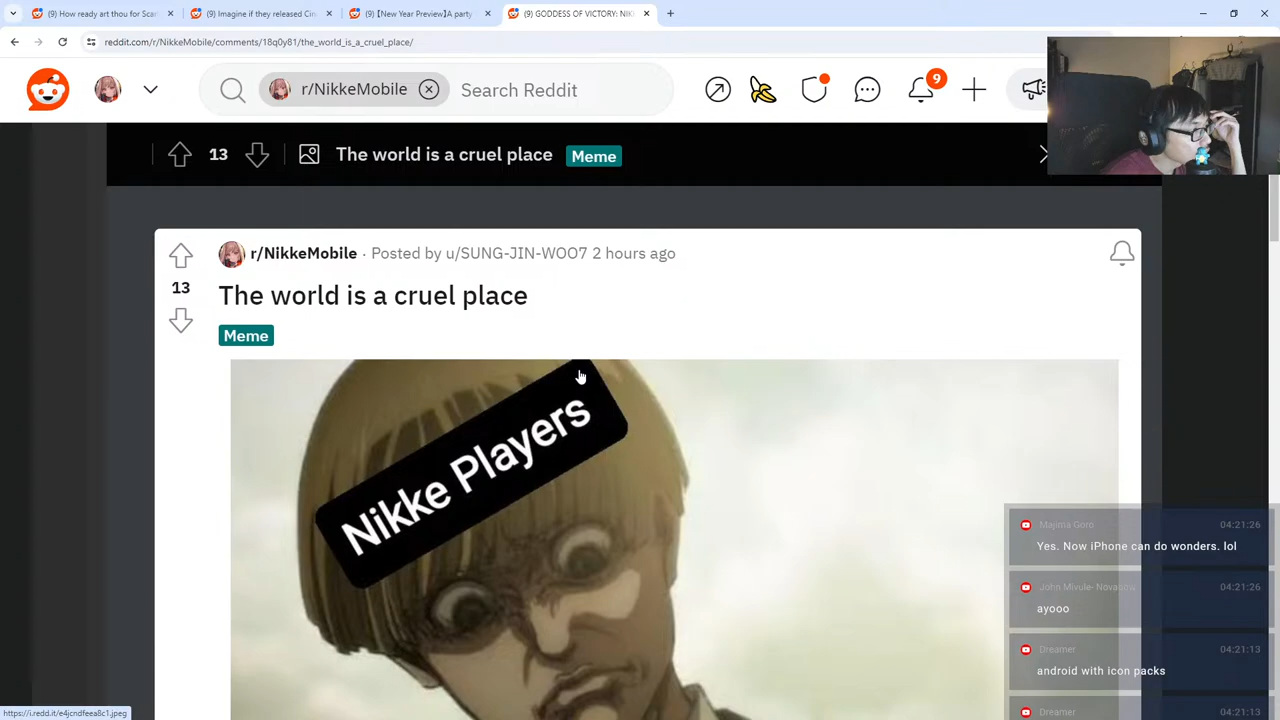 (9) How ready art thou for Scar
(9) Imagine if they released Cin
(9) 【New Year Preview】A party
(9) GODDESS OF VICTORY: NIK
reddit.com/r/NikkeMobile/comments/18q0y81/the_world_is_a_cruel_place/
r/NikkeMobile
Search Reddit
9
13
The world is a cruel place
Meme
r/NikkeMobile · Posted by u/SUNG-JIN-WOO7 2 hours ago
13
The world is a cruel place
Meme
Nikke Players
Majima Goro 04:21:26
Yes. Now iPhone can do wonders. lol
John Mivule- 04:21:26
ayooo
Dreamer 04:21:13
android with icon packs
Dreamer 04:21:13
https://i.redd.it/e4jcndfeea8c1.jpeg